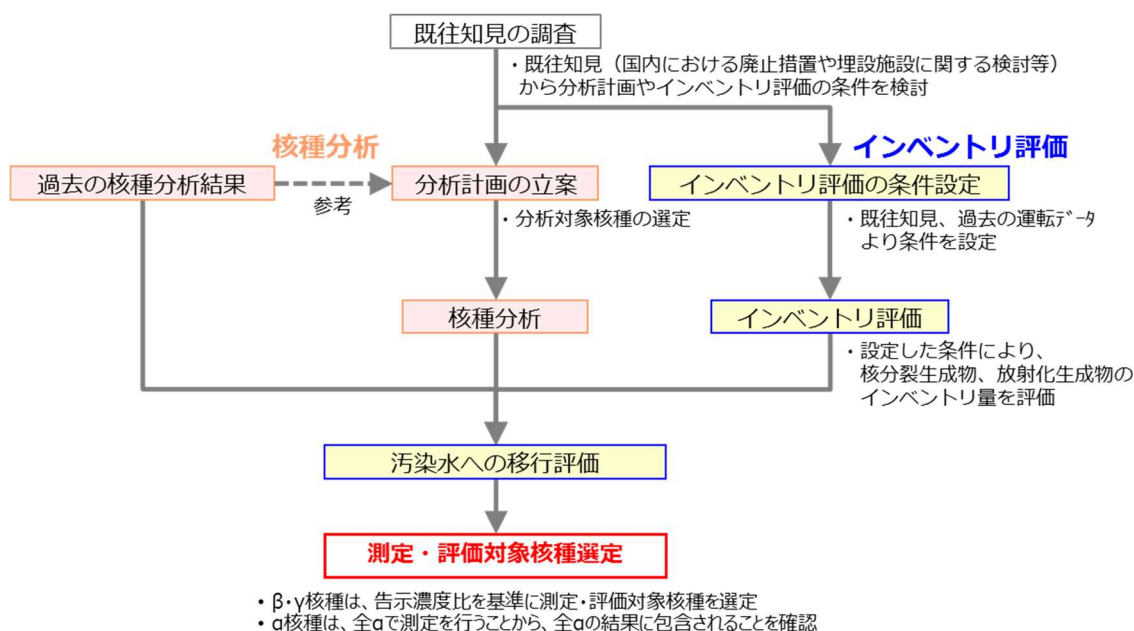 既往知見の調査
・既往知見（国内における廃止措置や埋設施設に関する検討等）
から分析計画やインベントリ評価の条件を検討
核種分析
インベントリ評価
過去の核種分析結果
参考
分析計画の立案
インベントリ評価の条件設定
・分析対象核種の選定
・既往知見、過去の運転ﾃﾞｰﾀ
より条件を設定
核種分析
インベントリ評価
・設定した条件により、
核分裂生成物、放射化生成物の
インベントリ量を評価
汚染水への移行評価
測定・評価対象核種選定
・β・γ核種は、告示濃度比を基準に測定・評価対象核種を選定
・α核種は、全αで測定を行うことから、全αの結果に包含されることを確認